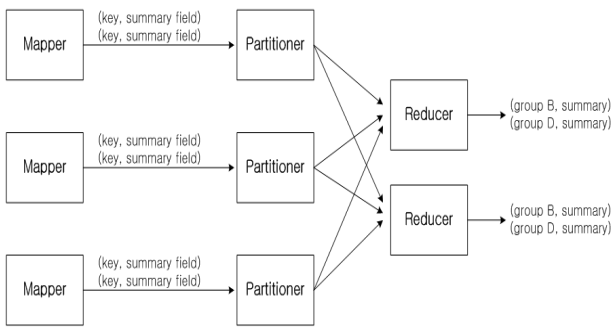 (key, summary field)
(key, summary field)
Mapper
Partitioner
Reducer
(group B, summary)
(group D, summary)
(key, summary field)
(key, summary field)
Mapper
Partitioner
Reducer
(group B, summary)
(group D, summary)
(key, summary field)
(key, summary field)
Mapper
Partitioner